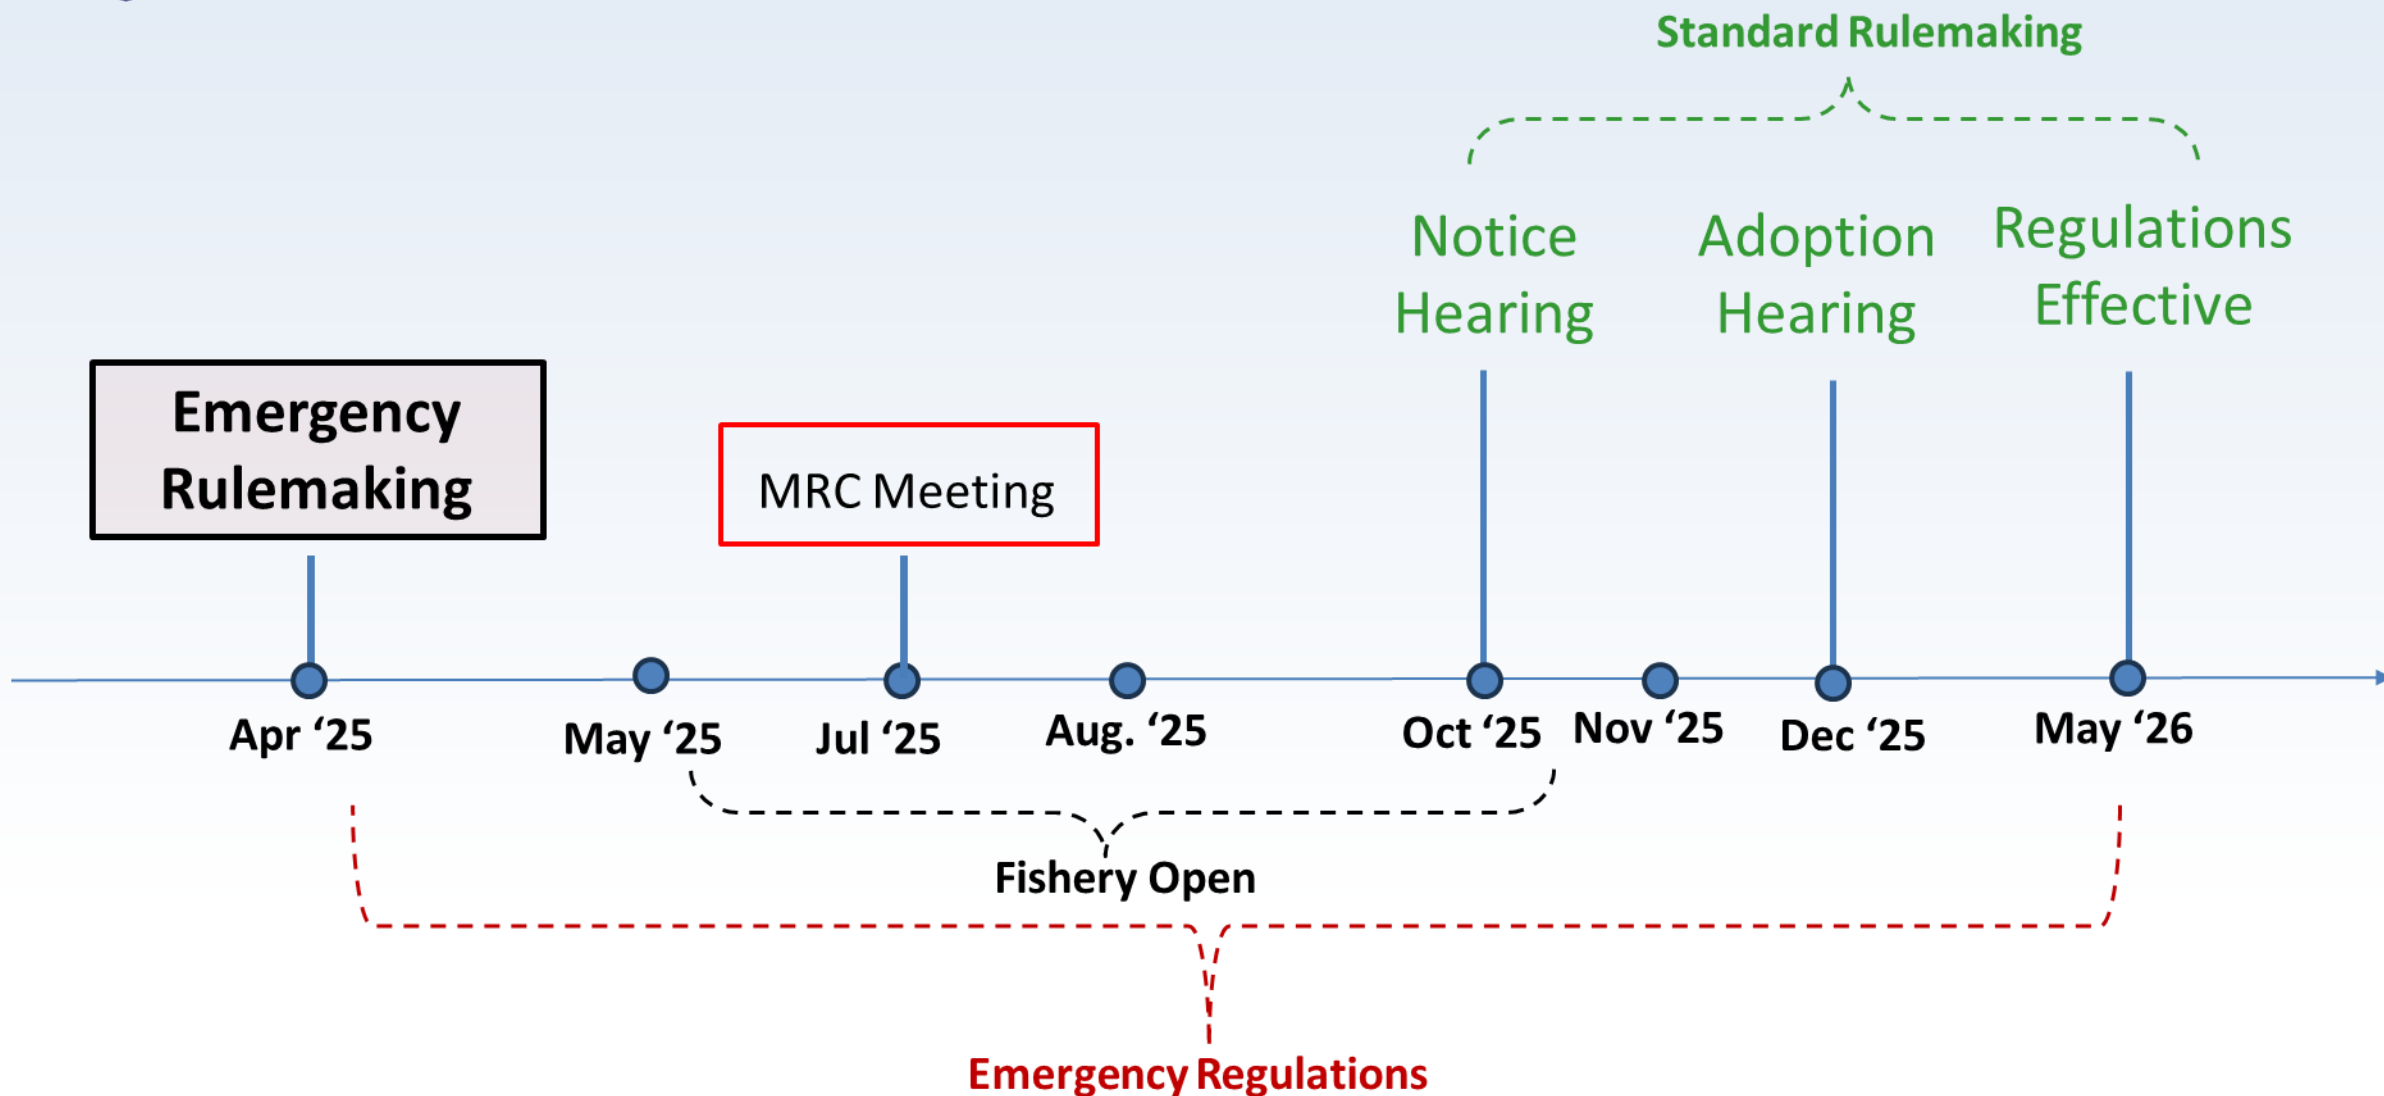 Standard Rulemaking
Notice
Hearing
Adoption
Hearing
Regulations
Effective
Emergency
Rulemaking
MRC Meeting
Apr ‘25
May ‘25
Jul ‘25
Aug. ‘25
Oct ‘25
Nov ‘25
Dec ‘25
May ‘26
Fishery Open
Emergency Regulations